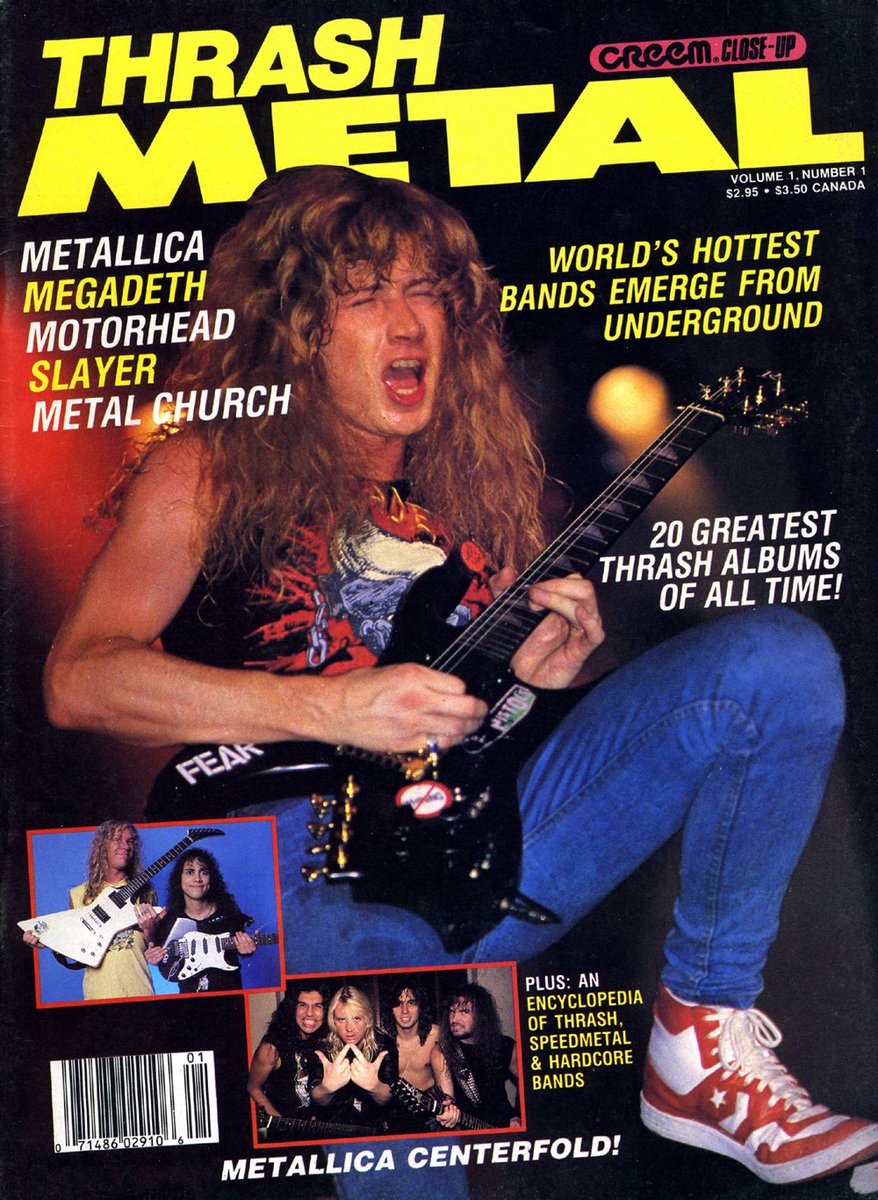 THRASH
CREEM CLOSE-UP
METAL
VOLUME 1, NUMBER 1
$2.95 • $3.50 CANADA
METALLICA
MEGADETH
MOTORHEAD
SLAYER
METAL CHURCH
WORLD'S HOTTEST
BANDS EMERGE FROM
UNDERGROUND
20 GREATEST
THRASH ALBUMS
OF ALL TIME!
FEAR
PLUS: AN
ENCYCLOPEDIA
OF THRASH,
SPEEDMETAL
& HARDCORE
BANDS
01
0 71486 02910 6
METALLICA CENTERFOLD!